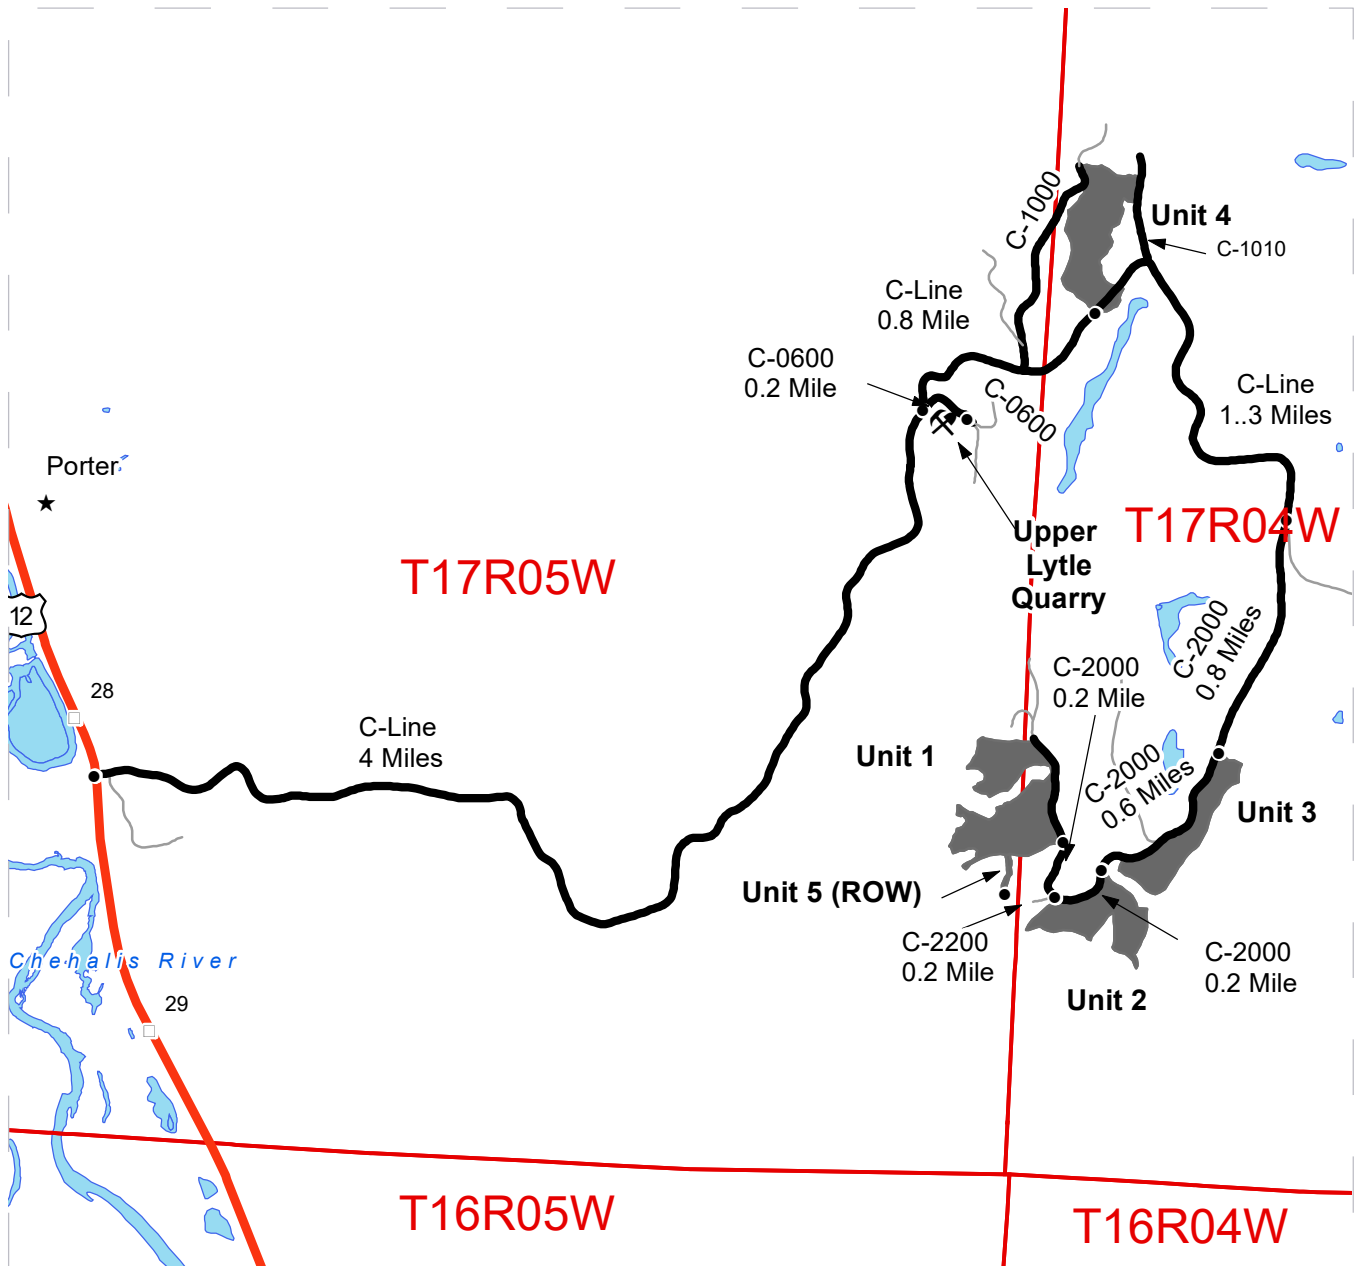 C-1000
Unit 4
C-1010
C-Line
0.8 Mile
C-0600
0.2 Mile
C-0600
C-Line
1..3 Miles
Porter
T17R05W
T17R04W
Upper
Lytle
Quarry
12
C-2000
0.8 Miles
C-2000
0.2 Mile
28
C-Line
4 Miles
Unit 1
C-2000
0.6 Miles
Unit 3
Unit 5 (ROW)
C-2200
0.2 Mile
C-2000
0.2 Mile
Chehalis River
Unit 2
29
T16R05W
T16R04W